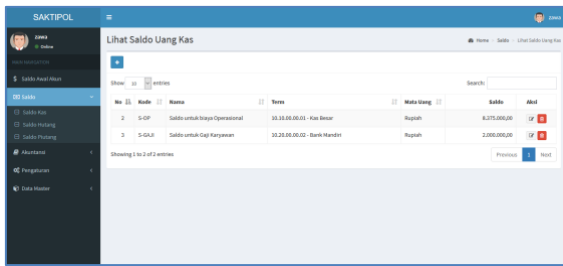 SAKTIPOL
zawa
zawa
Online
MAIN NAVIGATION
Saldo Awal Akun
Saldo
Saldo Kas
Saldo Hutang
Saldo Piutang
Akuntansi
Pengaturan
Data Master
Lihat Saldo Uang Kas
Home > Saldo > Lihat Saldo Uang Kas
+
Show 10 entries
Search:
No Kode Nama Term Mata Uang Saldo Aksi
2 S-OP Saldo untuk biaya Operasional 10.10.00.00.01 - Kas Besar Rupiah 8,375.000,00
3 S-GAJI Saldo untuk Gaji Karyawan 10.20.00.00.02 - Bank Mandiri Rupiah 2,000.000,00
Showing 1 to 2 of 2 entries
Previous 1 Next